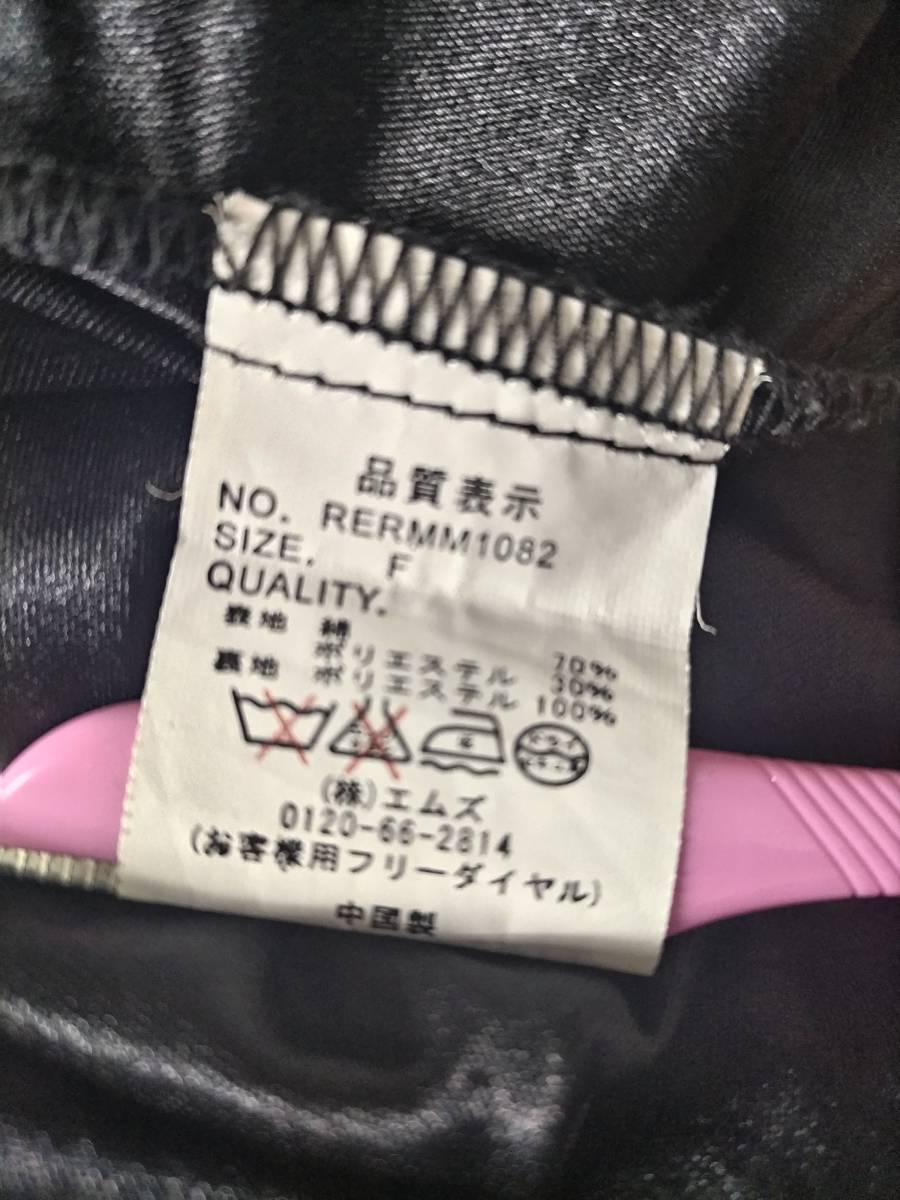 品質表示
NO. RERMM1082
SIZE. F
QUALITY.
表地 綿 70%
ポリエステル 30%
裏地 ポリエステル 100%
(株)エムズ
0120-66-2814
(お客様用フリーダイヤル)
中国製